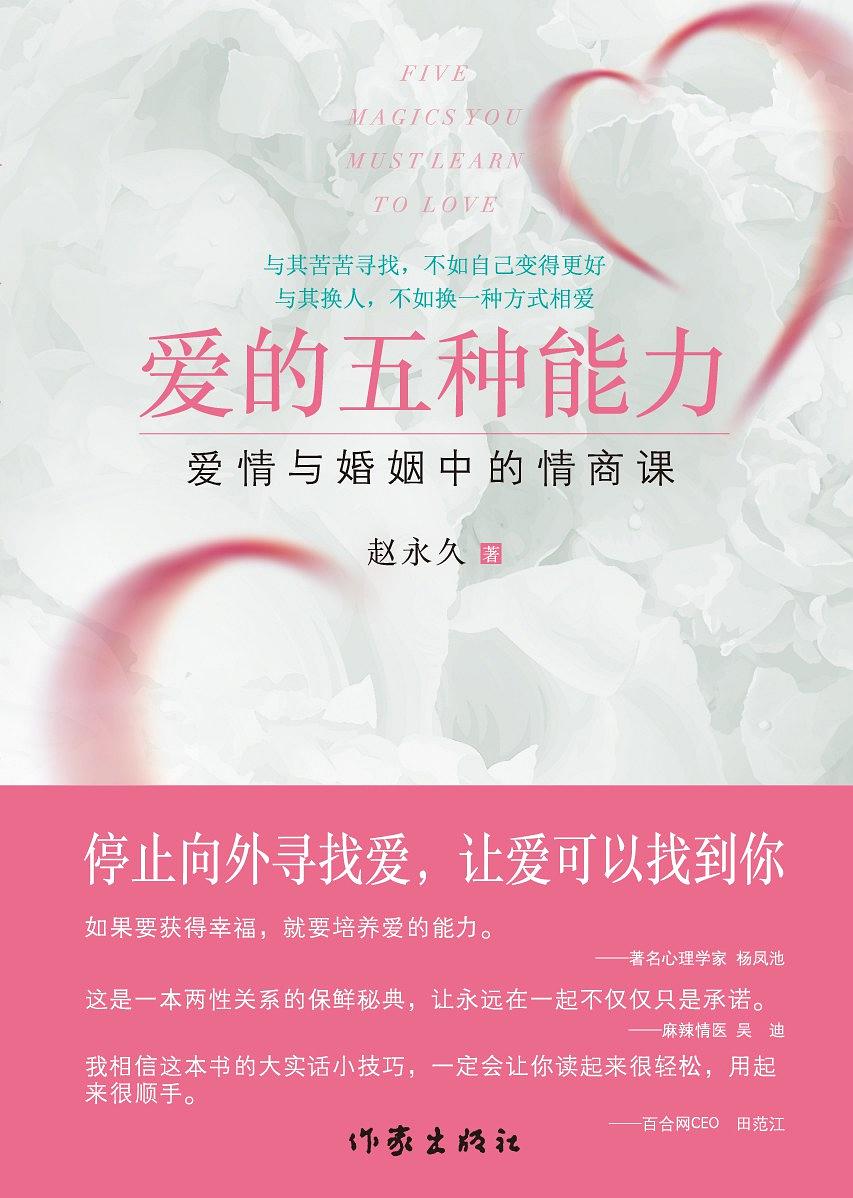 FIVE
MAGICS YOU
MUST LEARN
TO LOVE
与其苦苦寻找，不如自己变得更好
与其换人，不如换一种方式相爱
爱的五种能力
爱情与婚姻中的情商课
赵永久 著
停止向外寻找爱，让爱可以找到你
如果要获得幸福，就要培养爱的能力。
——著名心理学家 杨凤池
这是一本两性关系的保鲜秘典，让永远在一起不仅仅只是承诺。
——麻辣情医 吴 迪
我相信这本书的大实话小技巧，一定会让你读起来很轻松，用起
来很顺手。
——百合网CEO 田范江
作家出版社